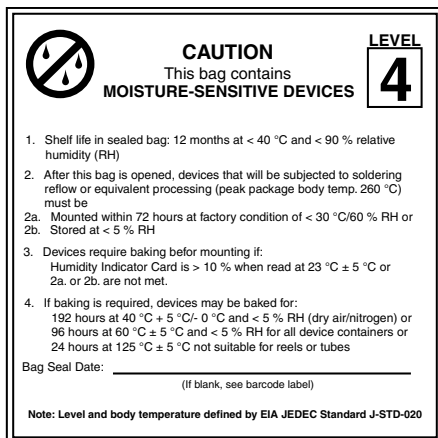 LEVEL
4
CAUTION
This bag contains
MOISTURE-SENSITIVE DEVICES
1. Shelf life in sealed bag: 12 months at < 40 °C and < 90 % relative
humidity (RH)
2. After this bag is opened, devices that will be subjected to soldering
reflow or equivalent processing (peak package body temp. 260 °C)
must be
2a. Mounted within 72 hours at factory condition of < 30 °C/60 % RH or
2b. Stored at < 5 % RH
3. Devices require baking befor mounting if:
Humidity Indicator Card is > 10 % when read at 23 °C ± 5 °C or
2a. or 2b. are not met.
4. If baking is required, devices may be baked for:
192 hours at 40 °C + 5 °C/- 0 °C and < 5 % RH (dry air/nitrogen) or
96 hours at 60 °C ± 5 °C and < 5 % RH for all device containers or
24 hours at 125 °C ± 5 °C not suitable for reels or tubes
Bag Seal Date:
(If blank, see barcode label)
Note: Level and body temperature defined by EIA JEDEC Standard J-STD-020